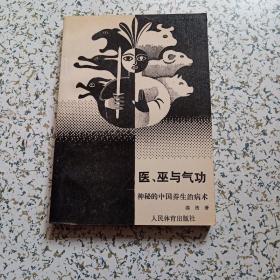 医、巫与气功
神秘的中国养生治病术
著
人民体育出版社